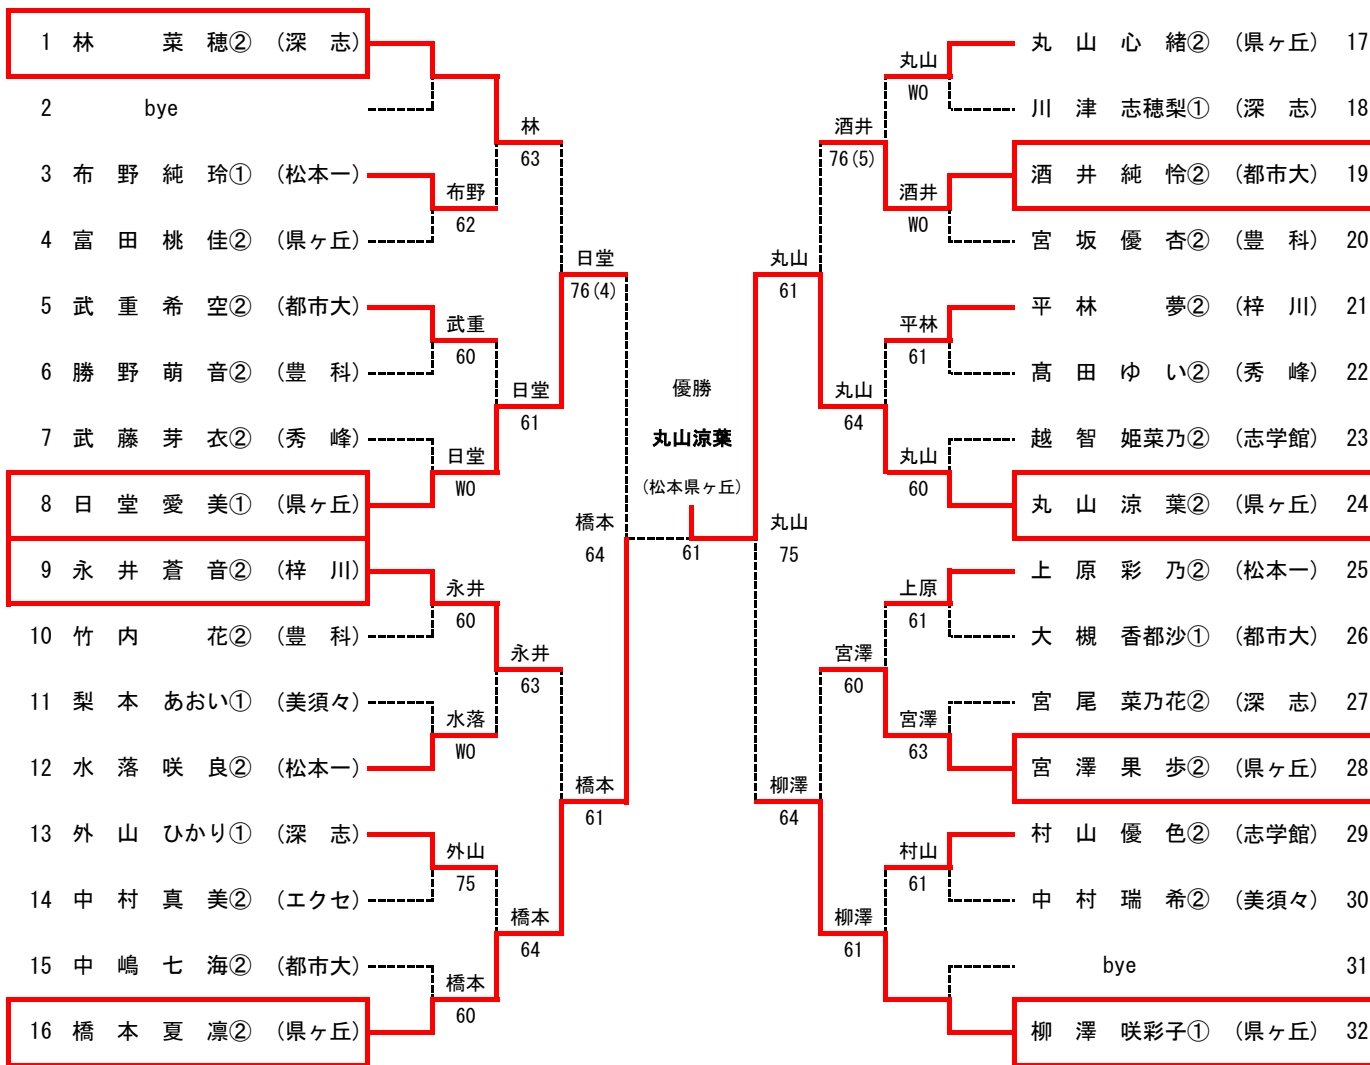 1 林 菜 穂② (深 志)
2 bye
3 布 野 純 玲① (松本一)
4 富 田 桃 佳② (県ヶ丘)
5 武 重 希 空② (都市大)
6 勝 野 萌 音② (豊 科)
7 武 藤 芽 衣② (秀 峰)
8 日 堂 愛 美① (県ヶ丘)
9 永 井 蒼 音② (梓 川)
10 竹 内 花② (豊 科)
11 梨 本 あおい① (美須々)
12 水 落 咲 良② (松本一)
13 外 山 ひかり① (深 志)
14 中 村 真 美② (エクセ)
15 中 嶋 七 海② (都市大)
16 橋 本 夏 凛② (県ヶ丘)
布野
62
武重
60
日堂
WO
永井
60
水落
WO
外山
75
橋本
60
林
63
日堂
61
永井
63
橋本
64
日堂
76(4)
橋本
61
橋本
64
優勝
丸山涼葉
(松本県ヶ丘)
61
丸山
75
丸山
61
柳澤
64
酒井
76(5)
丸山
64
宮澤
60
柳澤
61
丸山
WO
酒井
WO
平林
61
丸山
60
上原
61
宮澤
63
村山
61
丸 山 心 緒② (県ヶ丘) 17
川 津 志穂梨① (深 志) 18
酒 井 純 怜② (都市大) 19
宮 坂 優 杏② (豊 科) 20
平 林 夢② (梓 川) 21
髙 田 ゆ い② (秀 峰) 22
越 智 姫菜乃② (志学館) 23
丸 山 涼 葉② (県ヶ丘) 24
上 原 彩 乃② (松本一) 25
大 槻 香都沙① (都市大) 26
宮 尾 菜乃花② (深 志) 27
宮 澤 果 歩② (県ヶ丘) 28
村 山 優 色② (志学館) 29
中 村 瑞 希② (美須々) 30
bye 31
柳 澤 咲彩子① (県ヶ丘) 32